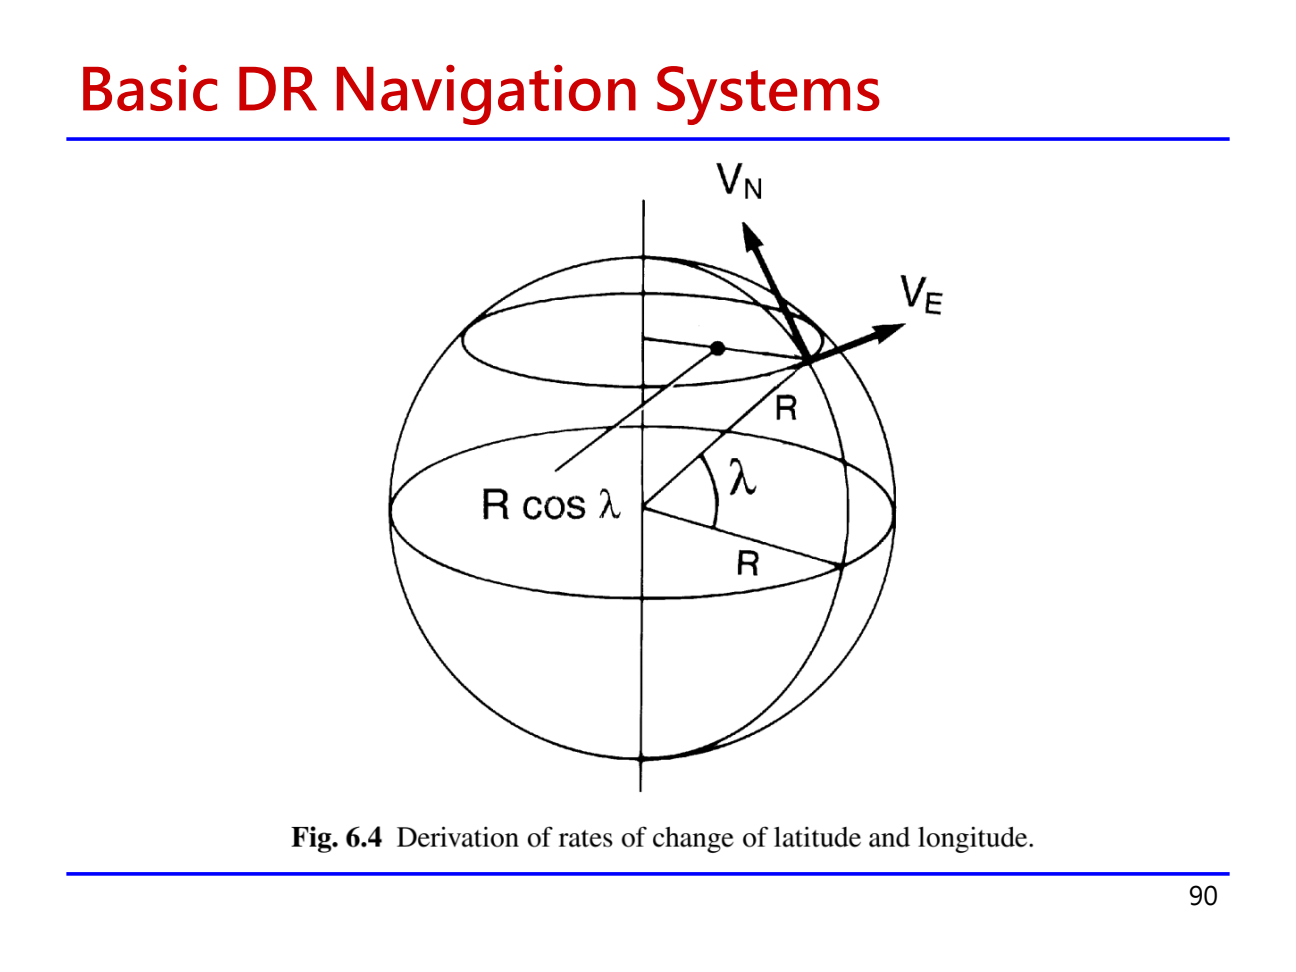 Basic DR Navigation Systems
V_N
V_E
R
λ
R cos λ
R
Fig. 6.4 Derivation of rates of change of latitude and longitude.
90